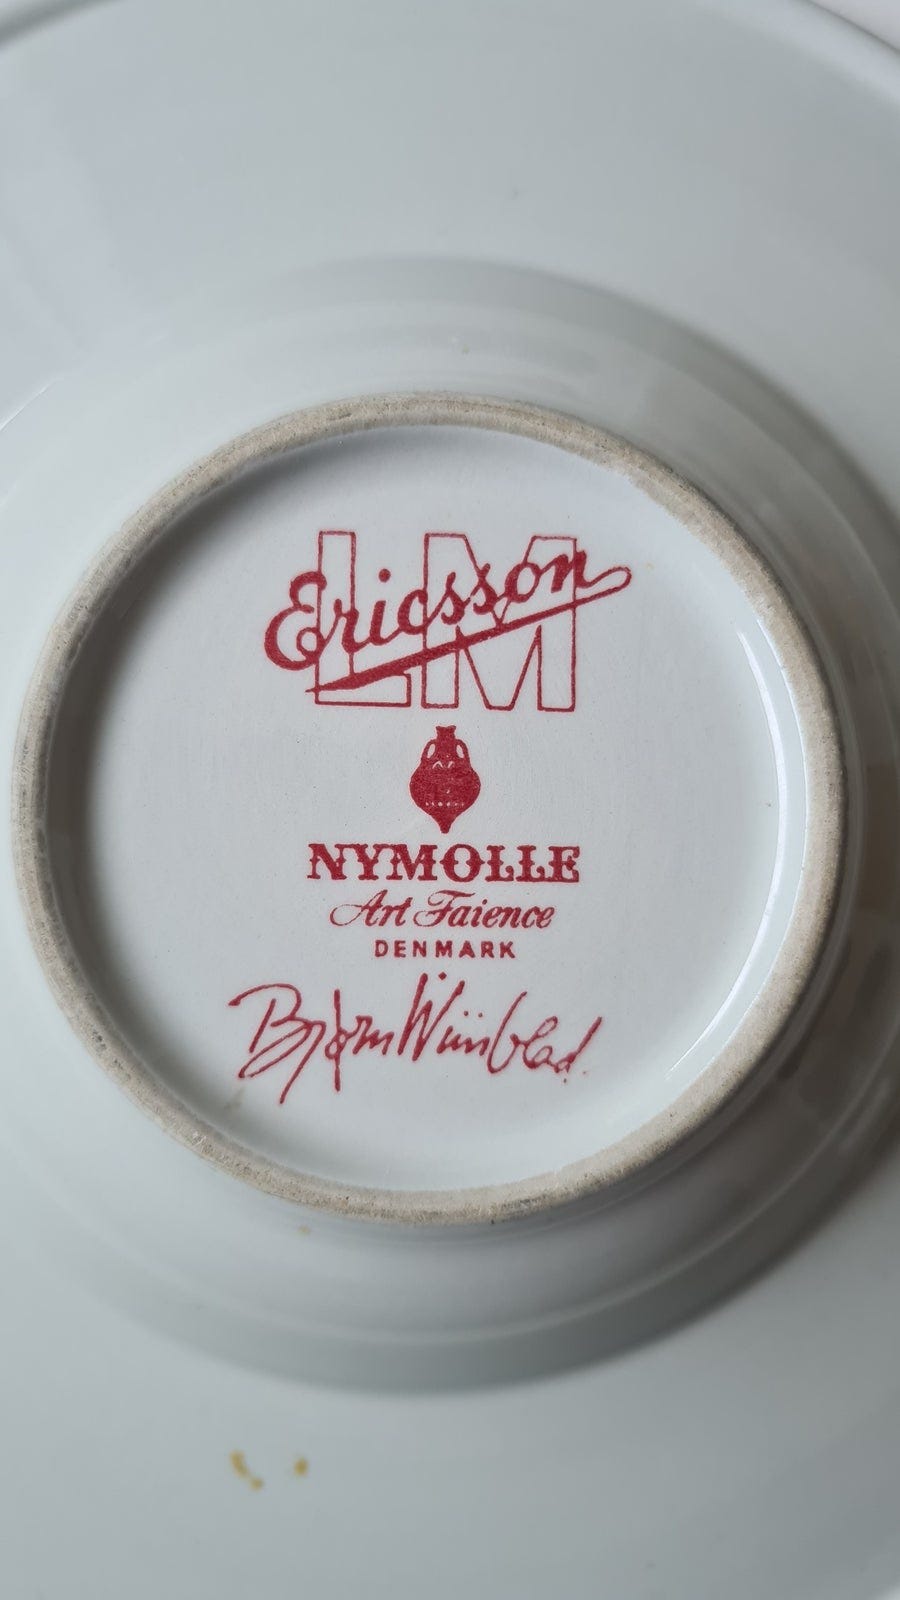 LM
Ericsson
NYMOLLE
Art Faience
DENMARK
Bjørn Wiinblad